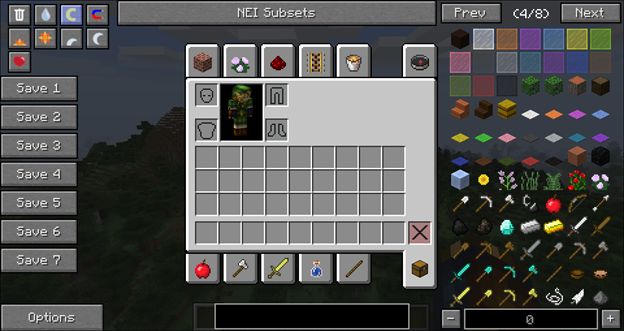 NEI Subsets
Prev
(4/8)
Next
Save 1
Save 2
Save 3
Save 4
Save 5
Save 6
Save 7
Options
-
0
+